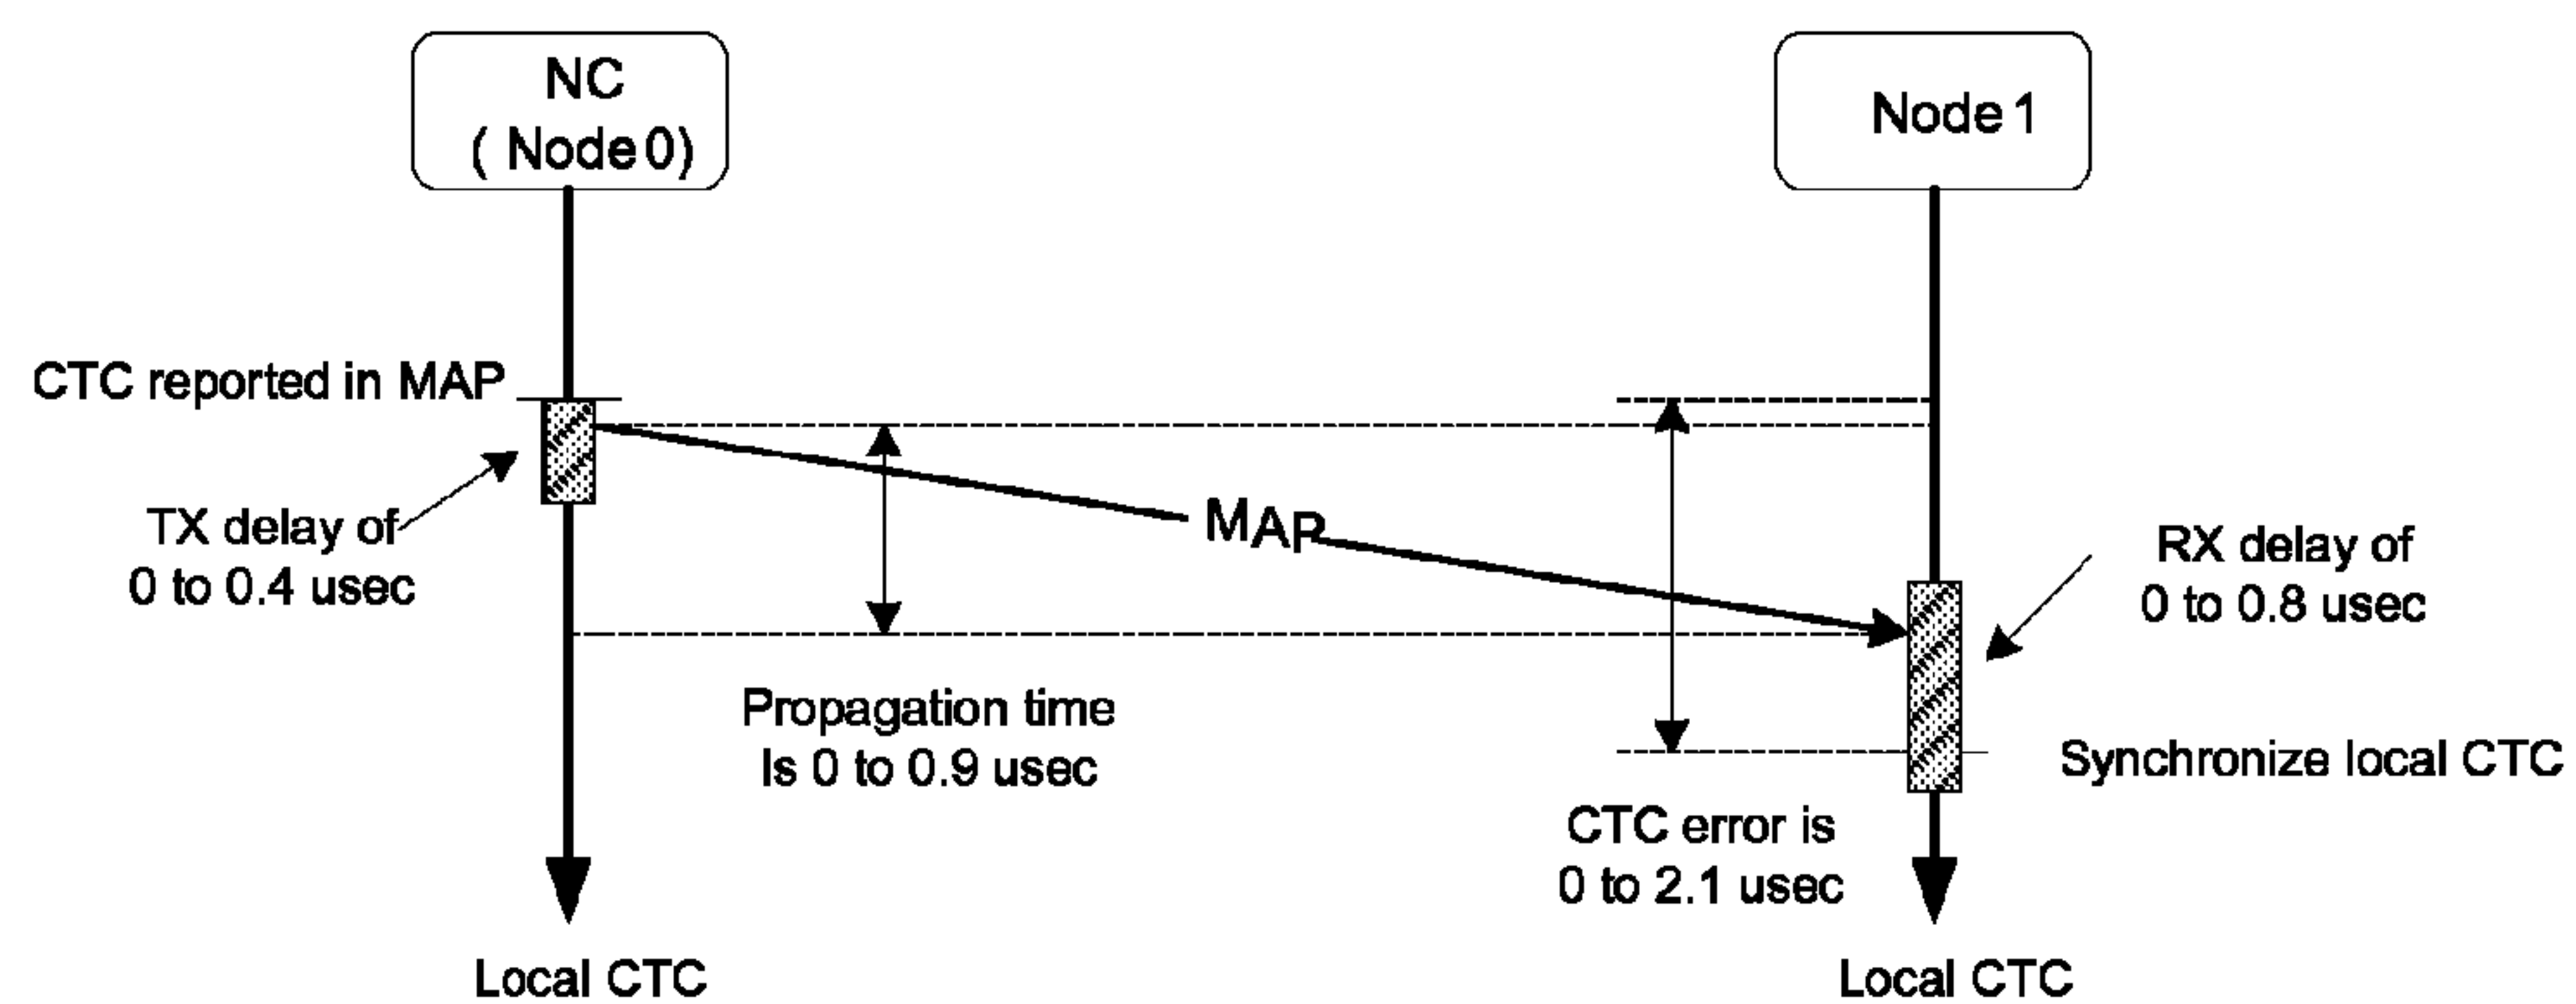 NC
( Node 0)
Node 1
CTC reported in MAP
TX delay of
0 to 0.4 usec
MAP
RX delay of
0 to 0.8 usec
Propagation time
Is 0 to 0.9 usec
Synchronize local CTC
CTC error is
0 to 2.1 usec
Local CTC
Local CTC